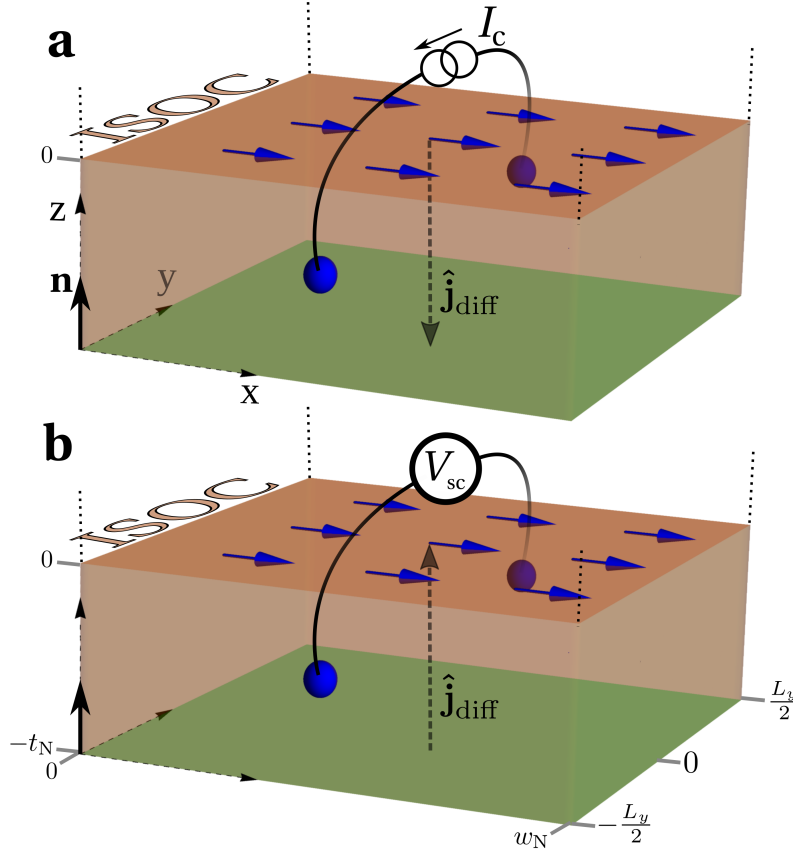 a
I_c
ISOC
0
z
n
y
ĵ_diff
x
b
V_sc
ISOC
0
ĵ_diff
L_y/2
−t_N
0
0
w_N
−L_y/2